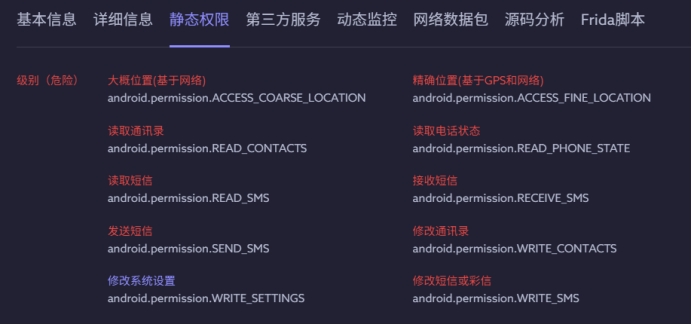 基本信息 详细信息 静态权限 第三方服务 动态监控 网络数据包 源码分析 Frida脚本
级别（危险） 大概位置(基于网络) 精确位置(基于GPS和网络)
android.permission.ACCESS_COARSE_LOCATION android.permission.ACCESS_FINE_LOCATION
读取通讯录 读取电话状态
android.permission.READ_CONTACTS android.permission.READ_PHONE_STATE
读取短信 接收短信
android.permission.READ_SMS android.permission.RECEIVE_SMS
发送短信 修改通讯录
android.permission.SEND_SMS android.permission.WRITE_CONTACTS
修改系统设置 修改短信或彩信
android.permission.WRITE_SETTINGS android.permission.WRITE_SMS